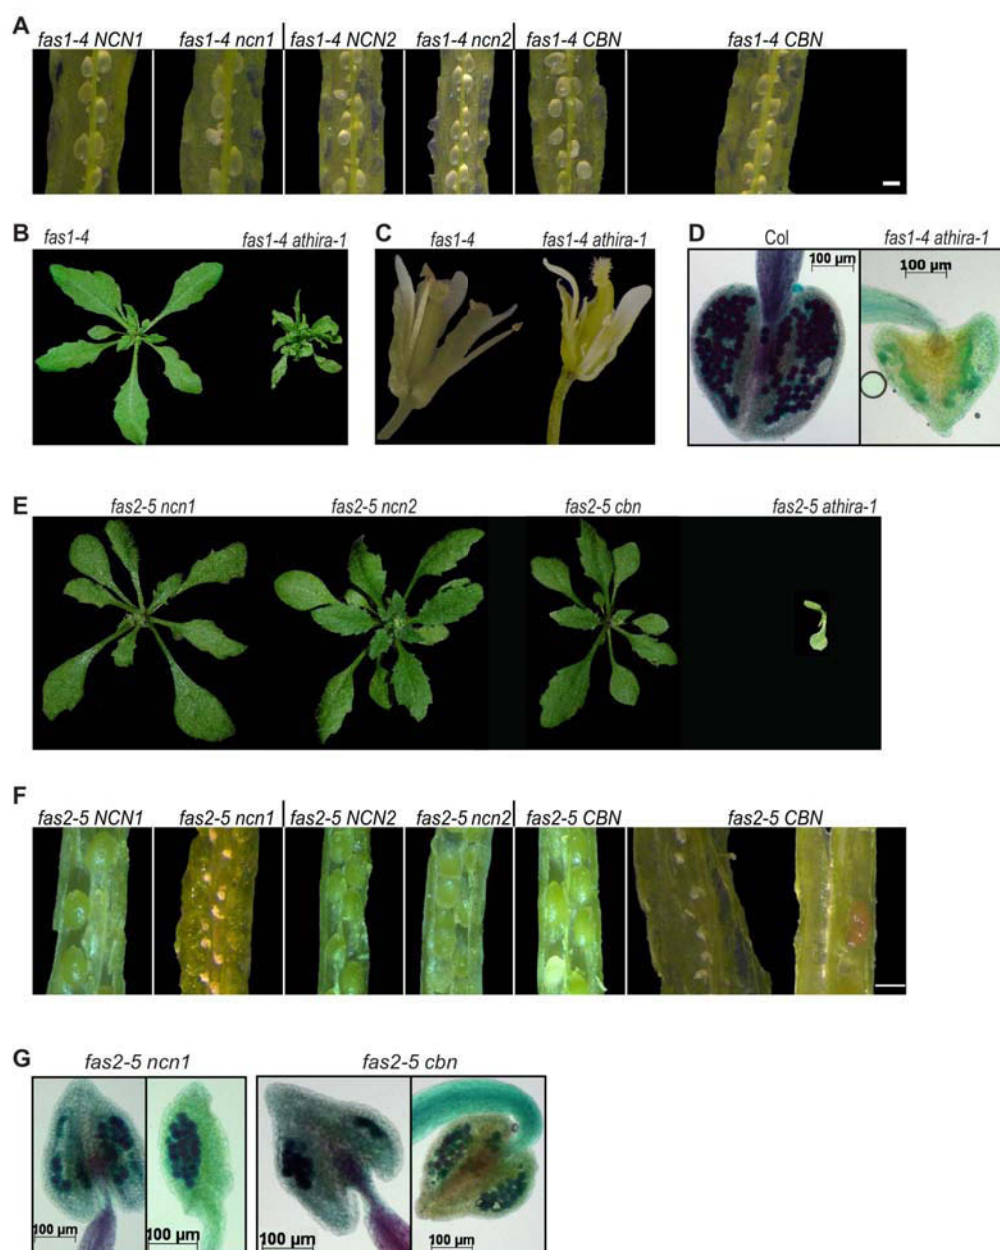 A
fas1-4 NCN1 fas1-4 ncn1 fas1-4 NCN2 fas1-4 ncn2 fas1-4 CBN fas1-4 CBN
B fas1-4 fas1-4 athira-1
C fas1-4 fas1-4 athira-1
D Col fas1-4 athira-1
100 µm 100 µm
E fas2-5 ncn1 fas2-5 ncn2 fas2-5 cbn fas2-5 athira-1
F
fas2-5 NCN1 fas2-5 ncn1 fas2-5 NCN2 fas2-5 ncn2 fas2-5 CBN fas2-5 CBN
G fas2-5 ncn1 fas2-5 cbn
100 µm 100 µm 100 µm 100 µm